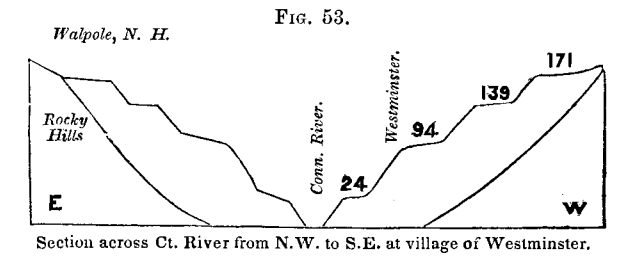 FIG. 53.
Walpole, N. H.
Rocky
Hills
E
Conn. River.
24
Westminster.
94
139
171
W
Section across Ct. River from N.W. to S.E. at village of Westminster.